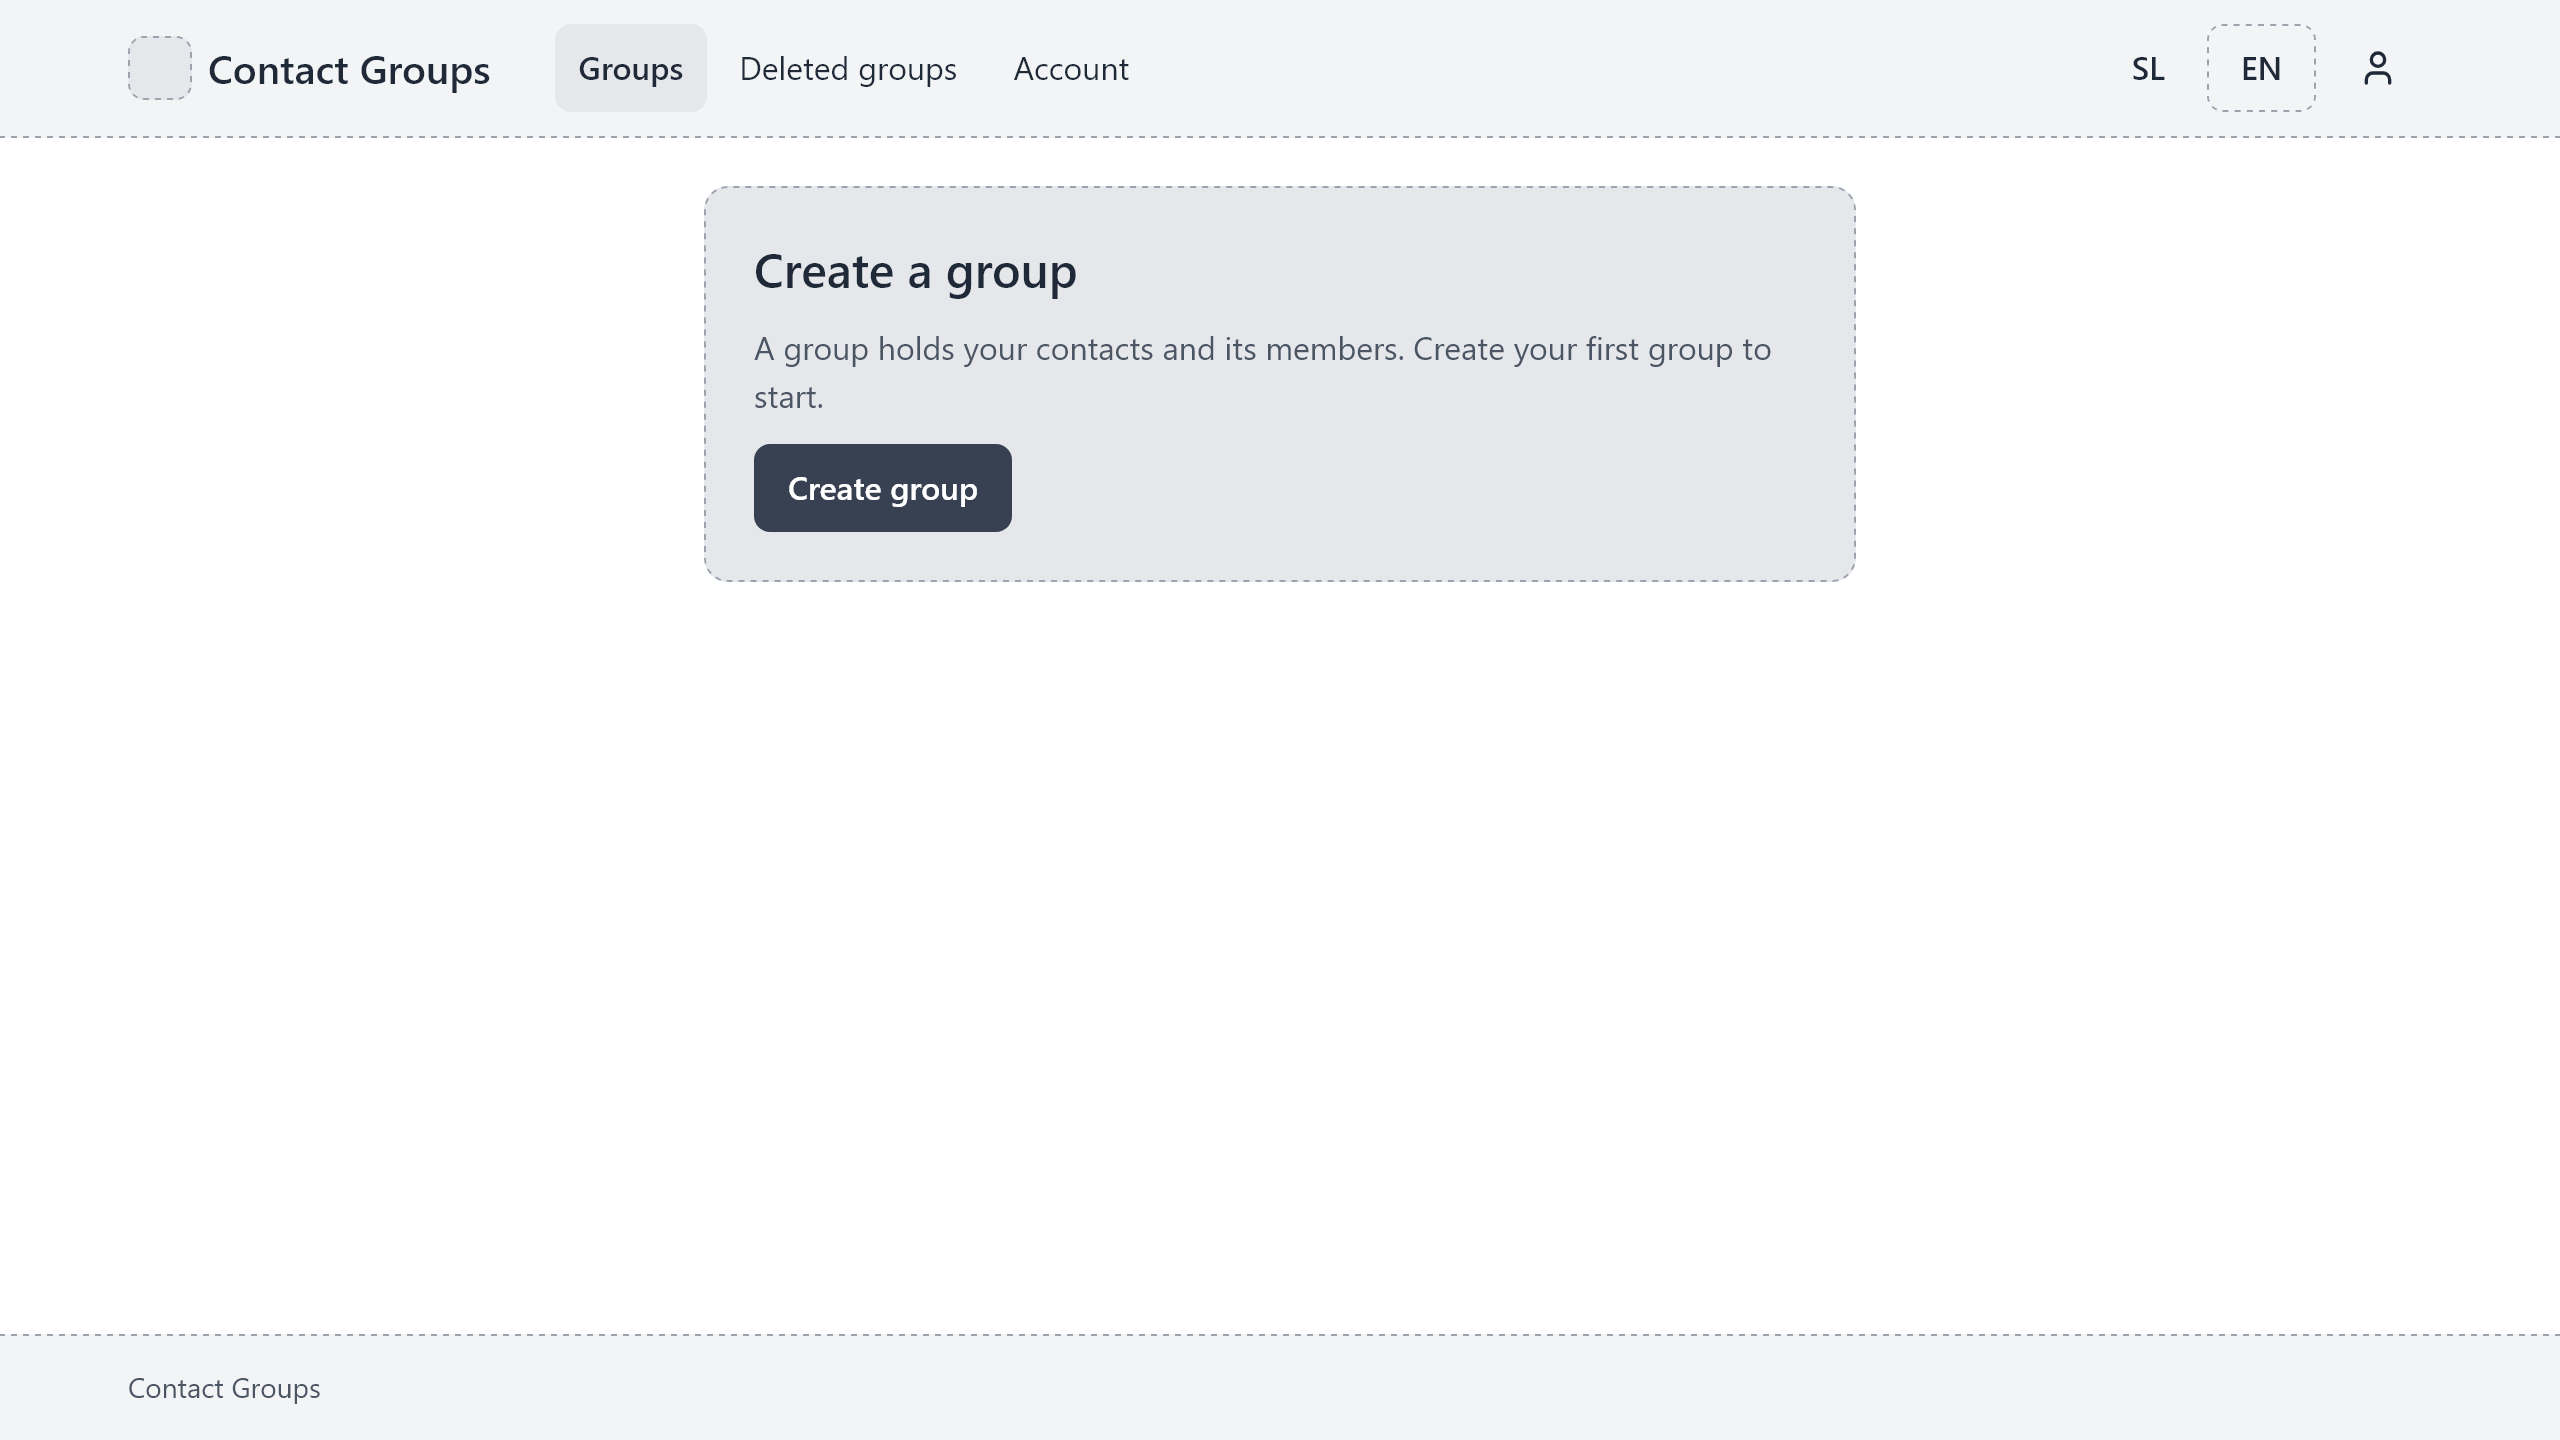 Contact Groups
Groups
Deleted groups
Account
SL
EN
Create a group
A group holds your contacts and its members. Create your first group to
start.
Create group
Contact Groups